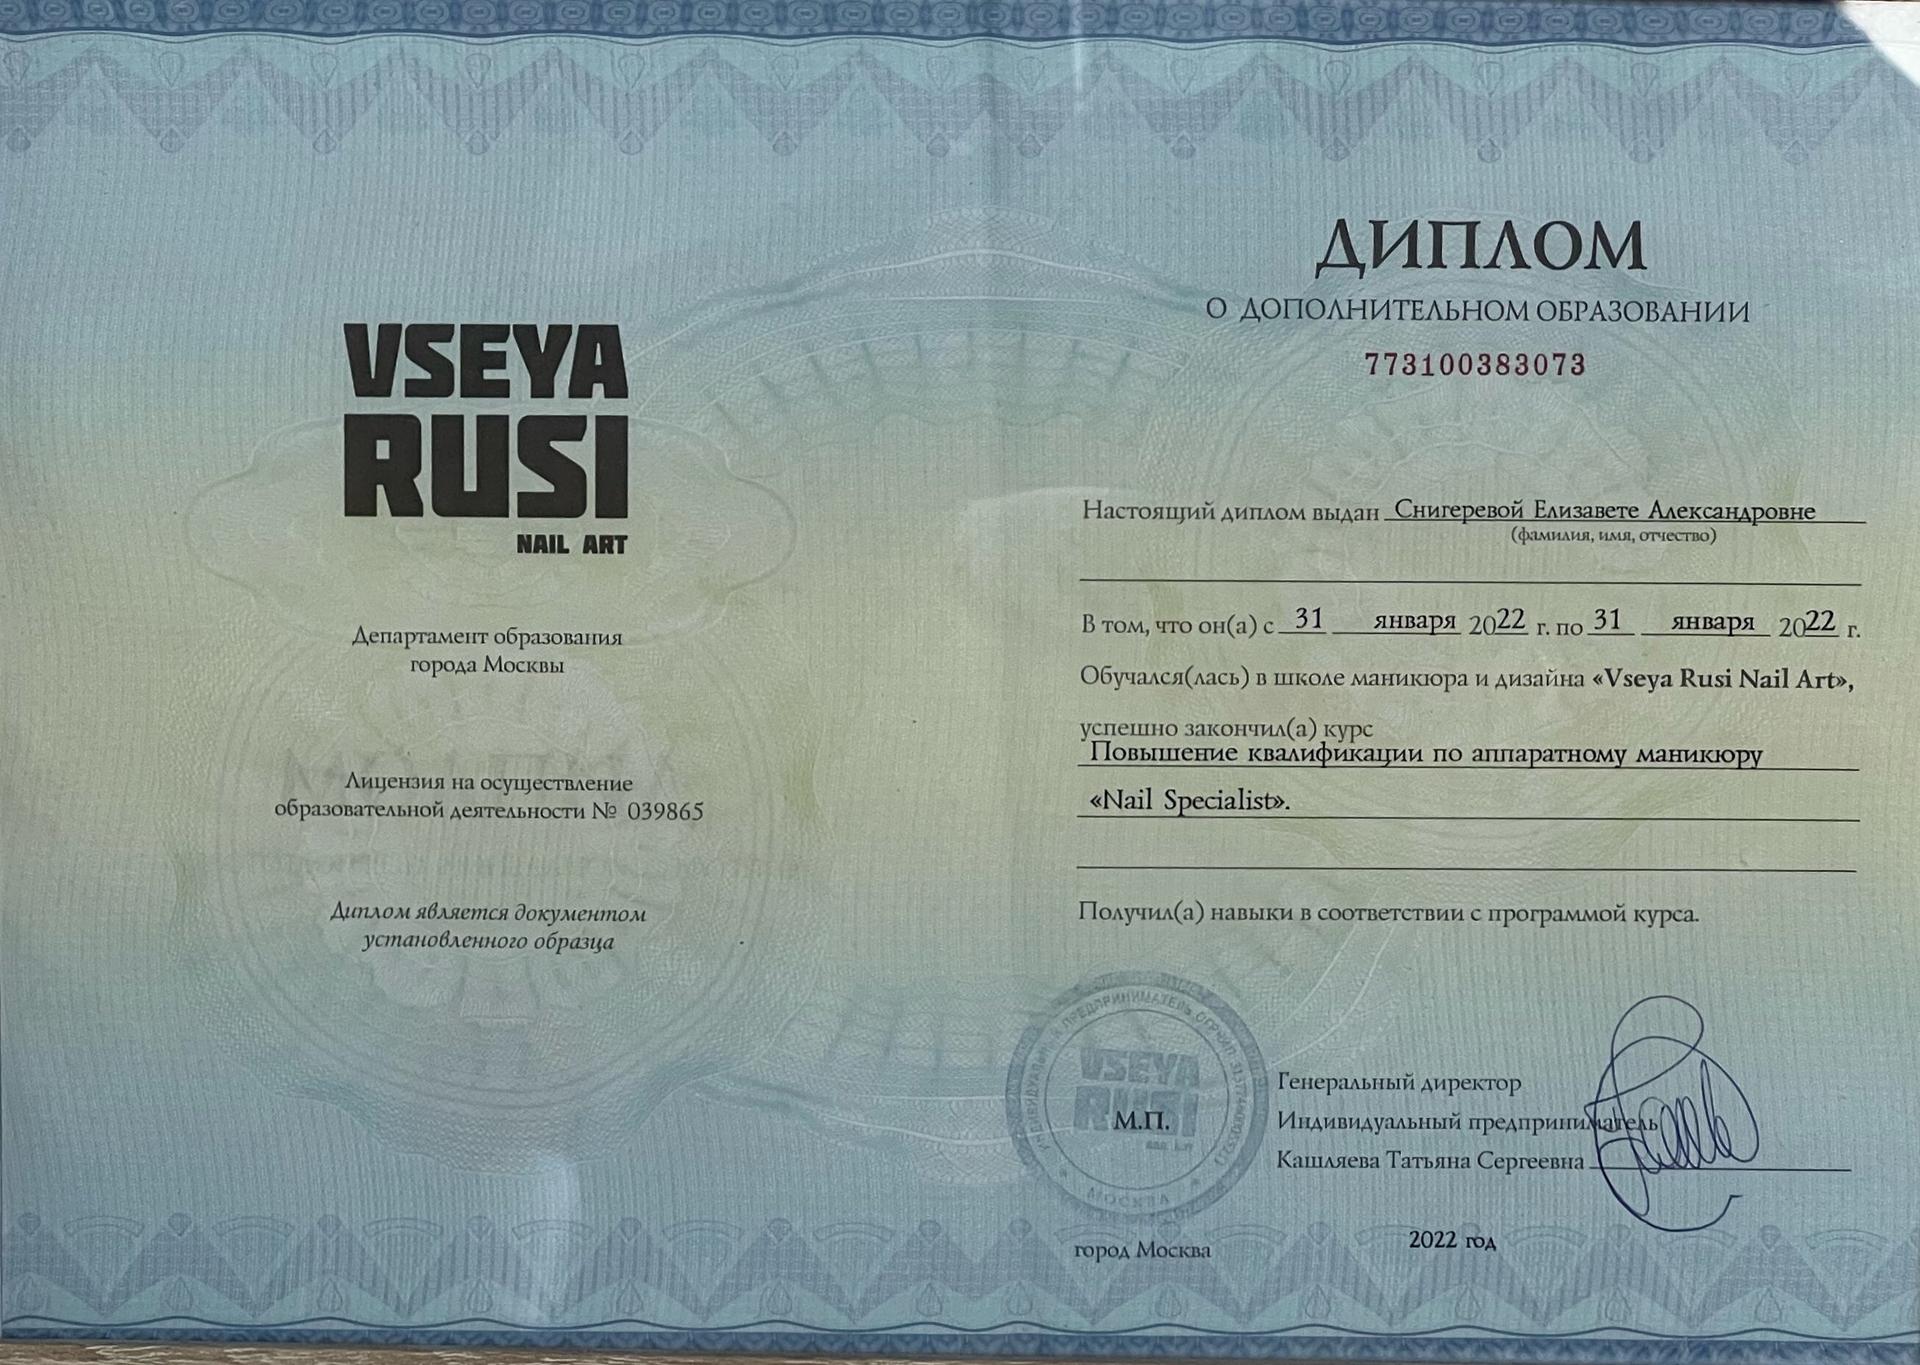 VSEYA
RUSI
NAIL ART
Департамент образования
города Москвы
Лицензия на осуществление
образовательной деятельности № 039865
Диплом является документом
установленного образца
ДИПЛОМ
О ДОПОЛНИТЕЛЬНОМ ОБРАЗОВАНИИ
773100383073
Настоящий диплом выдан Снигеревой Елизавете Александровне
(фамилия, имя, отчество)
В том, что он(а) с 31 января 2022 г. по 31 января 2022 г.
Обучался(лась) в школе маникюра и дизайна «Vseya Rusi Nail Art»,
успешно закончил(а) курс
Повышение квалификации по аппаратному маникюру
«Nail Specialist».
Получил(а) навыки в соответствии с программой курса.
VSEYA
RUSI
М.П.
МОСКВА
Генеральный директор
Индивидуальный предприниматель
Кашляева Татьяна Сергеевна
город Москва
2022 год